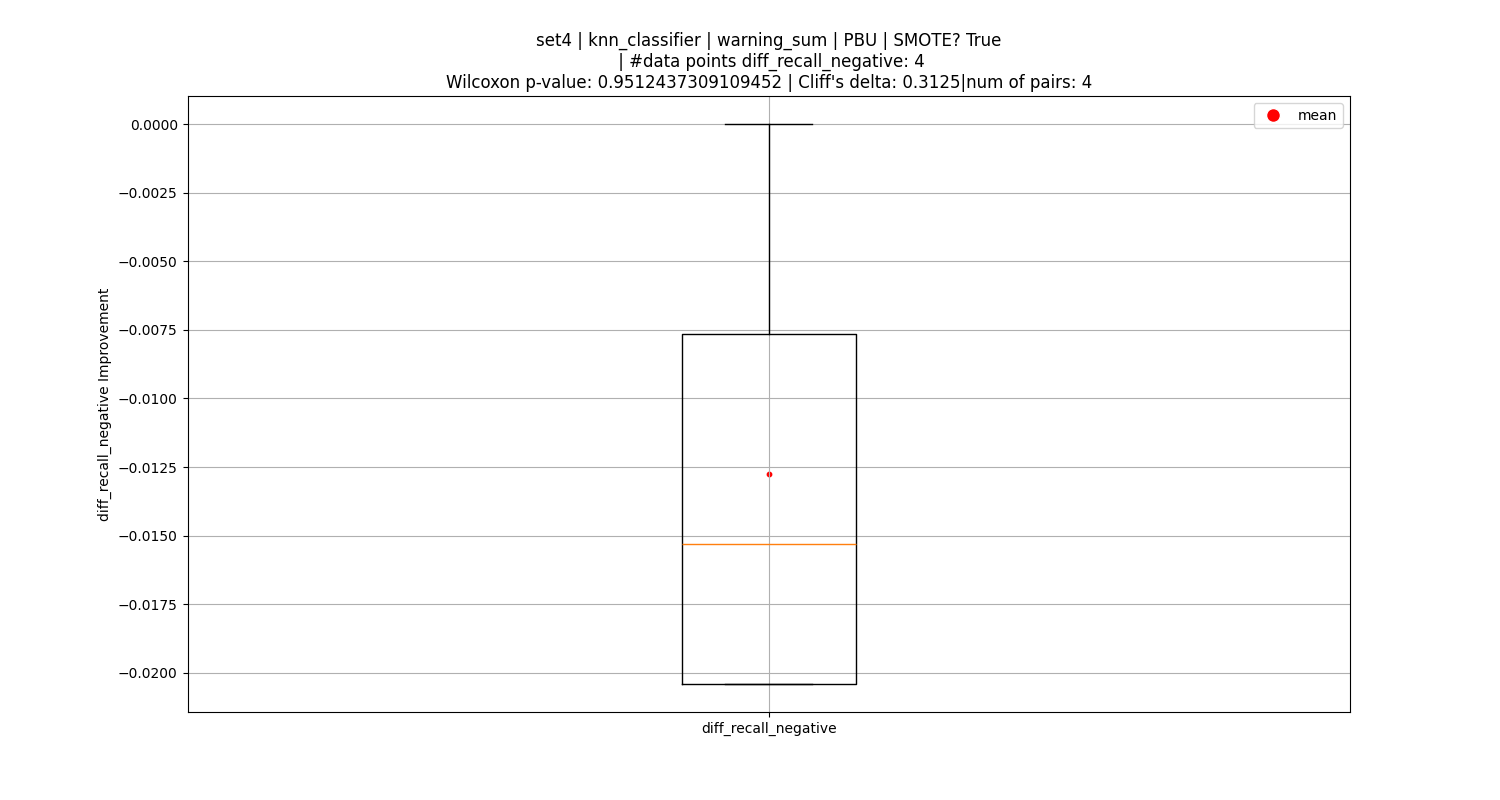 set4 | knn_classifier | warning_sum | PBU | SMOTE? True
| #data points diff_recall_negative: 4
Wilcoxon p-value: 0.9512437309109452 | Cliff's delta: 0.3125|num of pairs: 4
mean
0.0000
−0.0025
−0.0050
−0.0075
−0.0100
−0.0125
−0.0150
−0.0175
−0.0200
diff_recall_negative Improvement
diff_recall_negative